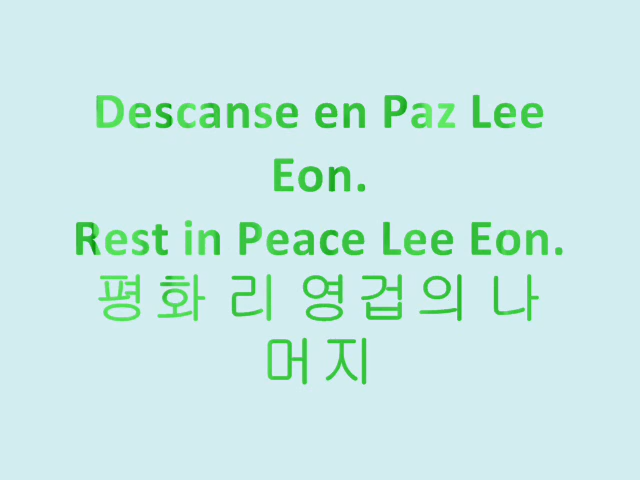 Descanse en Paz Lee
Eon.
Rest in Peace Lee Eon.
평화 리 영겁의 나
머지